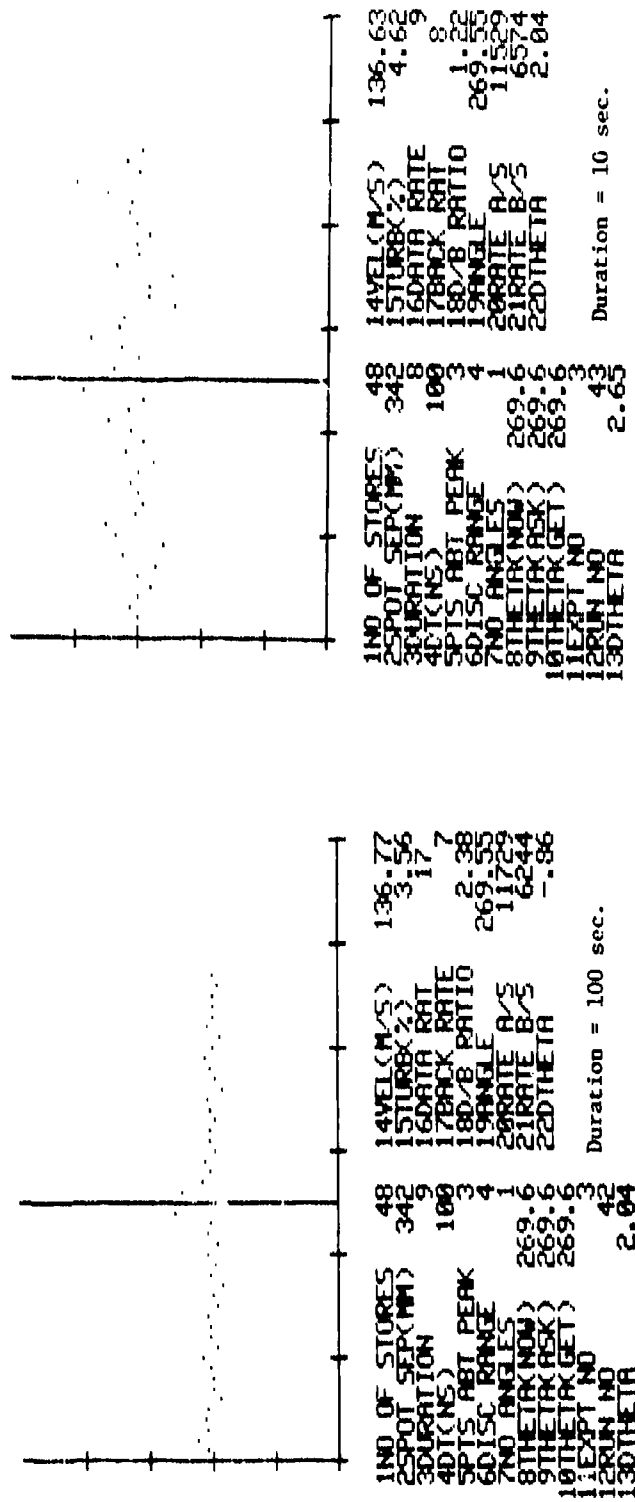 1NO OF STORES 48
2SPOT SEP(MM) 342
3DURATION 9
4DT(NS) 100
5PTS ABT PEAK 3
6DISC RANGE 4
7NO ANGLES 1
8THETA(NOW) 269.6
9THETA(ASK) 269.6
10THETA(GET) 269.6
11EXPT NO 3
12RUN NO 42
13DTHETA 2.04
14VEL(M/S) 136.77
15TURB(%) 3.56
16DATA RAT 17
17BACK RATE 7
18D/B RATIO 2.38
19ANGLE 269.55
20RATE A/S 11729
21RATE B/S 6244
22DTHETA -.96
Duration = 100 sec.
1NO OF STORES 48
2SPOT SEP(MM) 342
3DURATION 8
4DT(NS) 100
5PTS ABT PEAK 3
6DISC RANGE 4
7NO ANGLES 1
8THETA(NOW) 269.6
9THETA(ASK) 269.6
10THETA(GET) 269.6
11EXPT NO 3
12RUN NO 43
13DTHETA 2.65
14VEL(M/S) 136.63
15TURB(%) 4.62
16DATA RATE 9
17BACK RAT 8
18D/B RATIO 1.22
19ANGLE 269.55
20RATE A/S 11529
21RATE B/S 6574
22DTHETA 2.04
Duration = 10 sec.